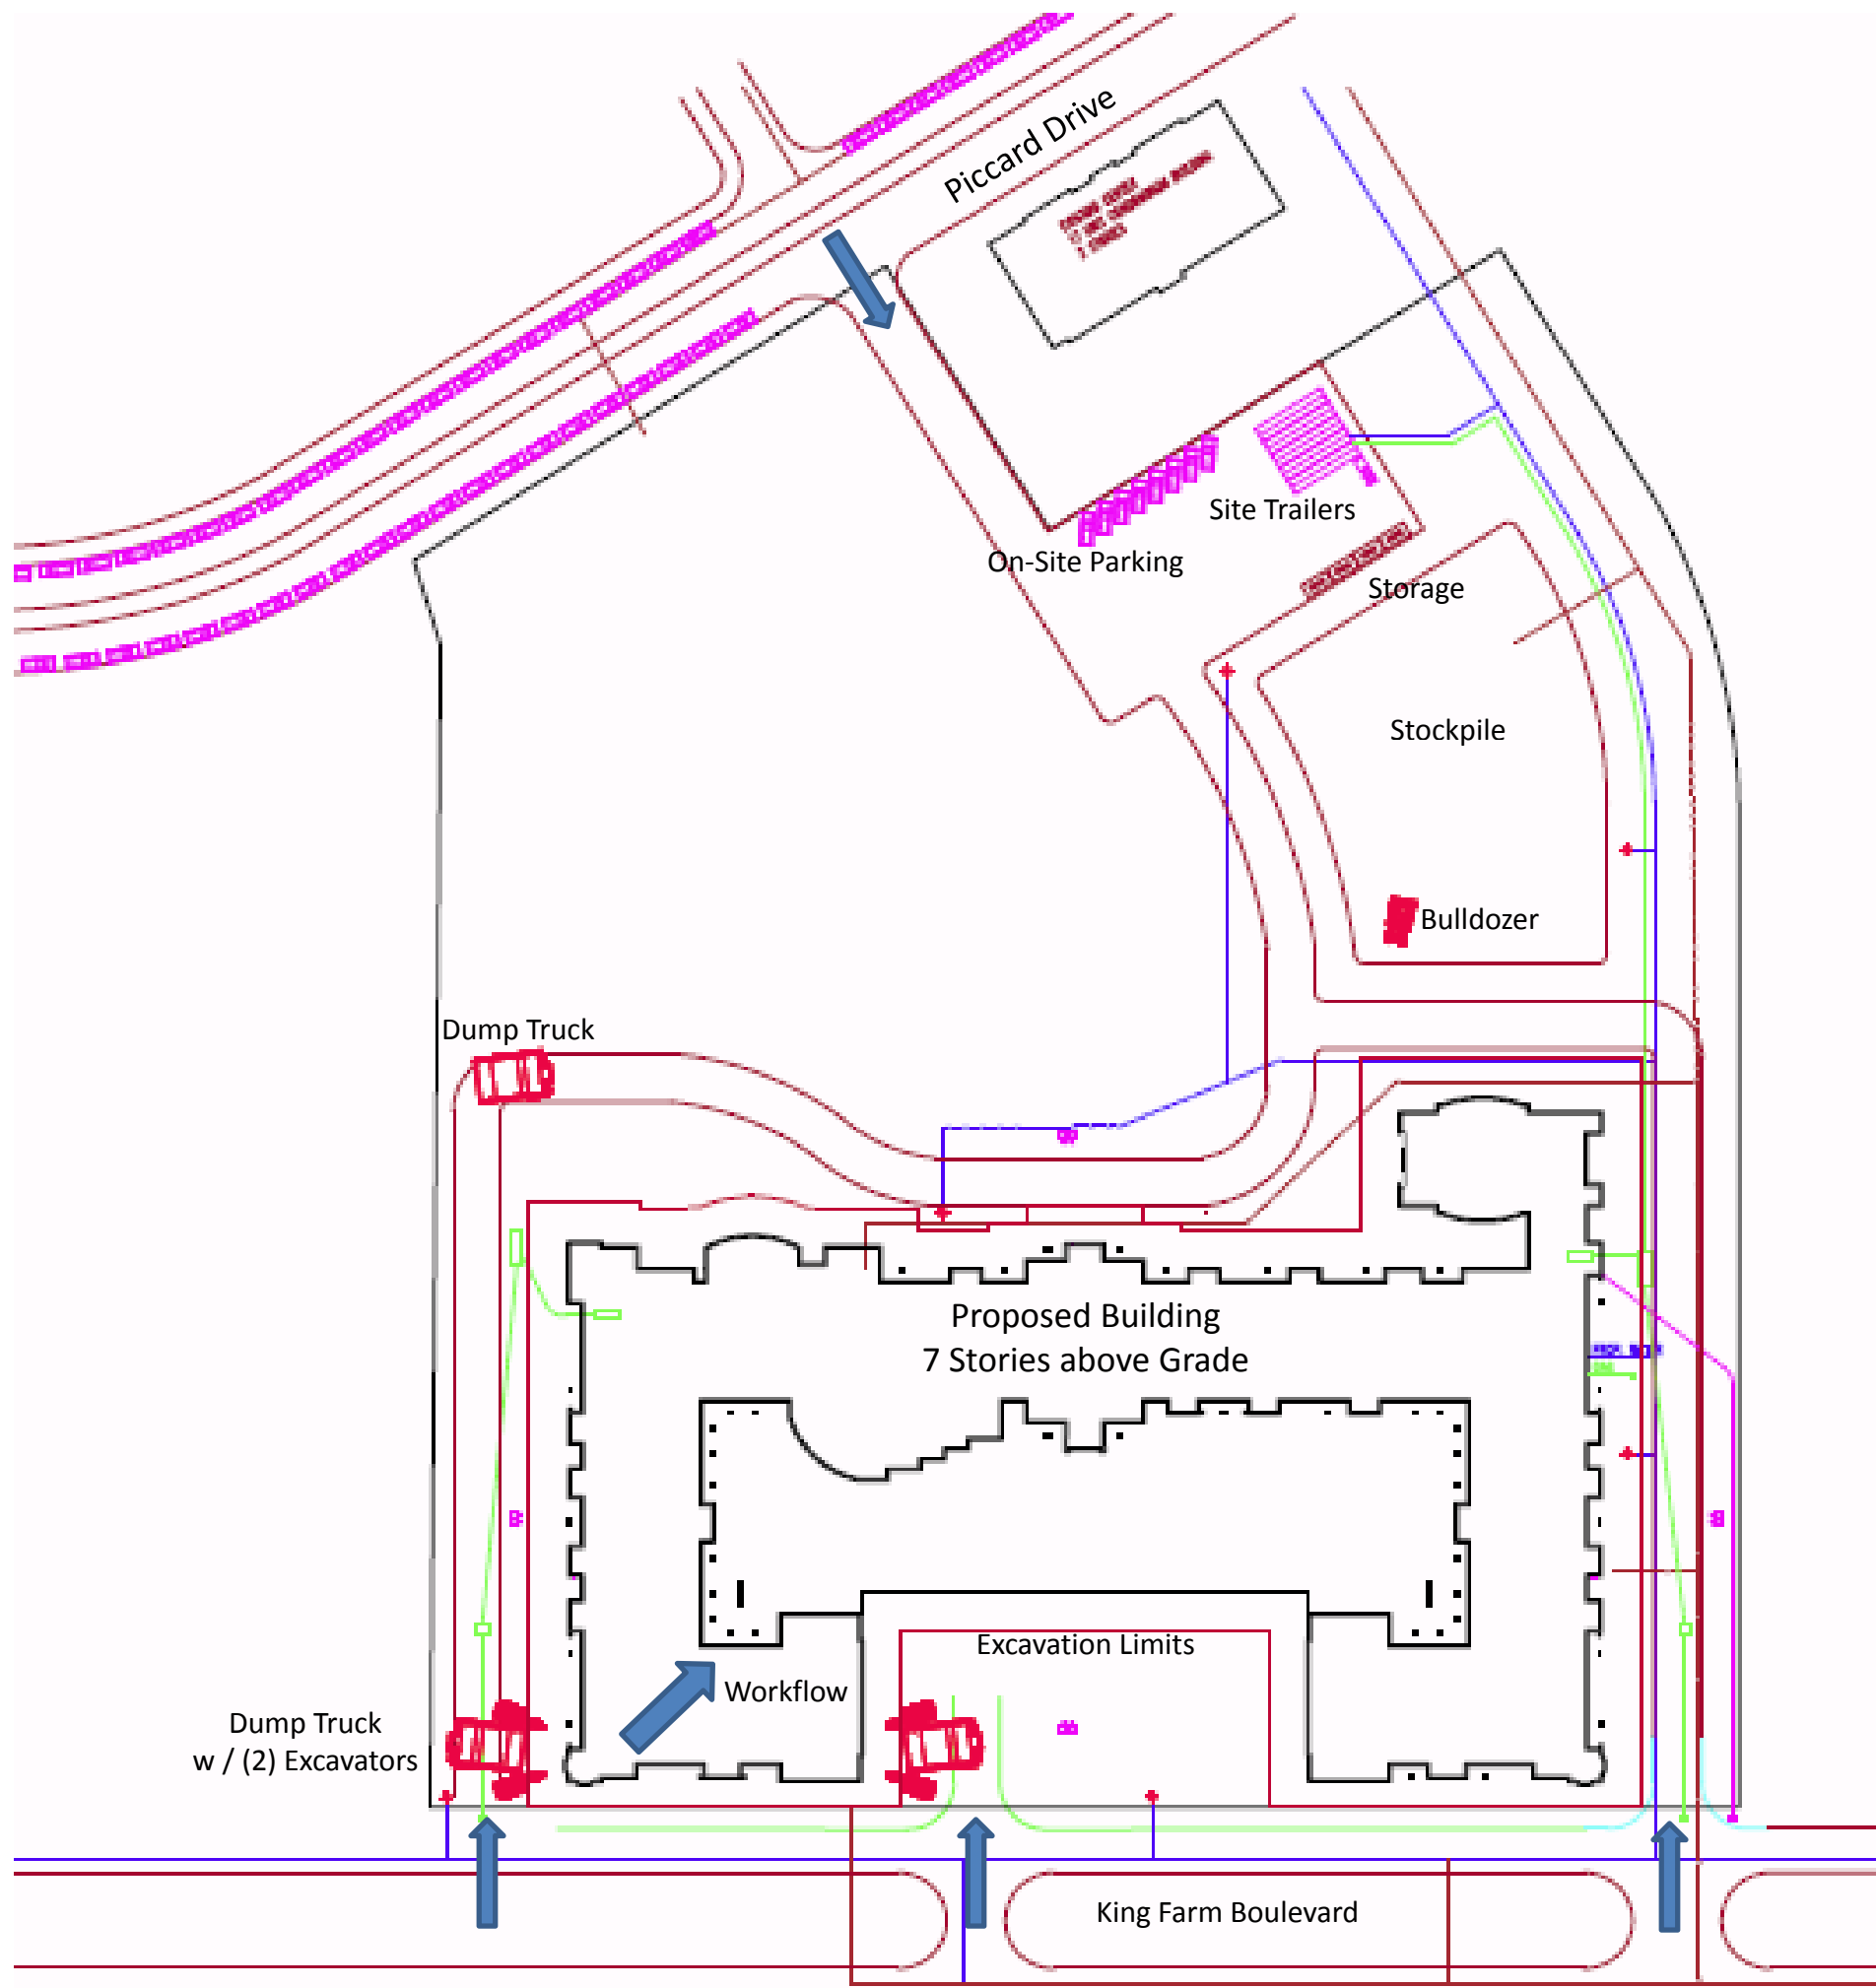 Piccard Drive
Site Trailers
On-Site Parking
Storage
Stockpile
Bulldozer
Dump Truck
Proposed Building
7 Stories above Grade
Excavation Limits
Workflow
Dump Truck
w / (2) Excavators
King Farm Boulevard